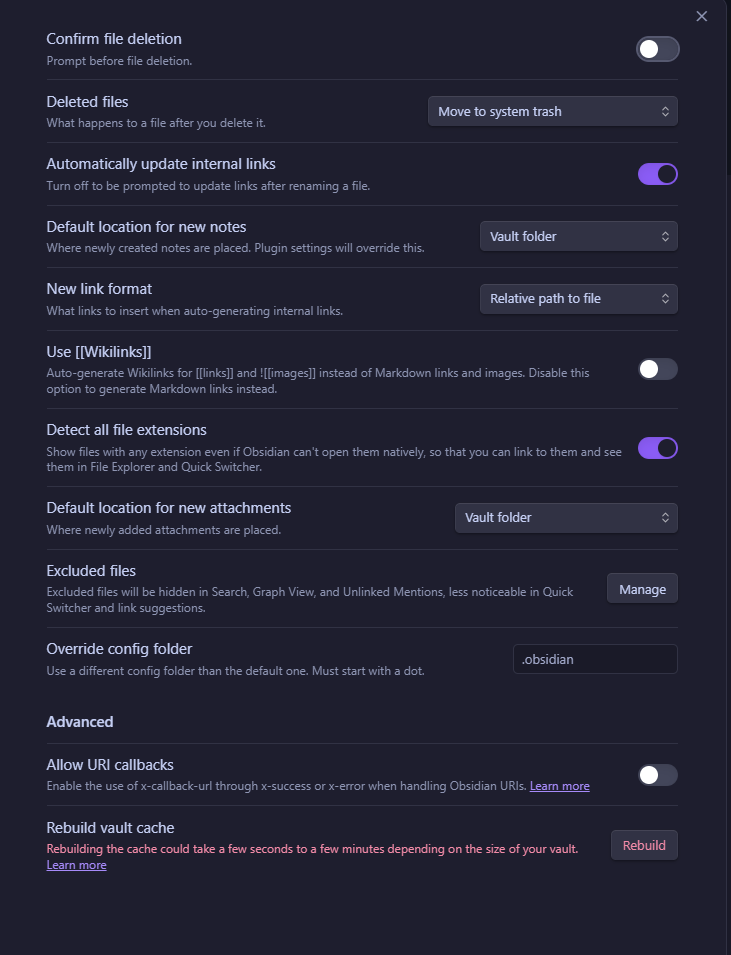 Confirm file deletion
Prompt before file deletion.
Deleted files
What happens to a file after you delete it.
Move to system trash
Automatically update internal links
Turn off to be prompted to update links after renaming a file.
Default location for new notes
Where newly created notes are placed. Plugin settings will override this.
Vault folder
New link format
What links to insert when auto-generating internal links.
Relative path to file
Use [[Wikilinks]]
Auto-generate Wikilinks for [[links]] and ![[images]] instead of Markdown links and images. Disable this
option to generate Markdown links instead.
Detect all file extensions
Show files with any extension even if Obsidian can't open them natively, so that you can link to them and see
them in File Explorer and Quick Switcher.
Default location for new attachments
Where newly added attachments are placed.
Vault folder
Excluded files
Excluded files will be hidden in Search, Graph View, and Unlinked Mentions, less noticeable in Quick
Switcher and link suggestions.
Manage
Override config folder
Use a different config folder than the default one. Must start with a dot.
.obsidian
Advanced
Allow URI callbacks
Enable the use of x-callback-url through x-success or x-error when handling Obsidian URIs. Learn more
Rebuild vault cache
Rebuilding the cache could take a few seconds to a few minutes depending on the size of your vault.
Learn more
Rebuild